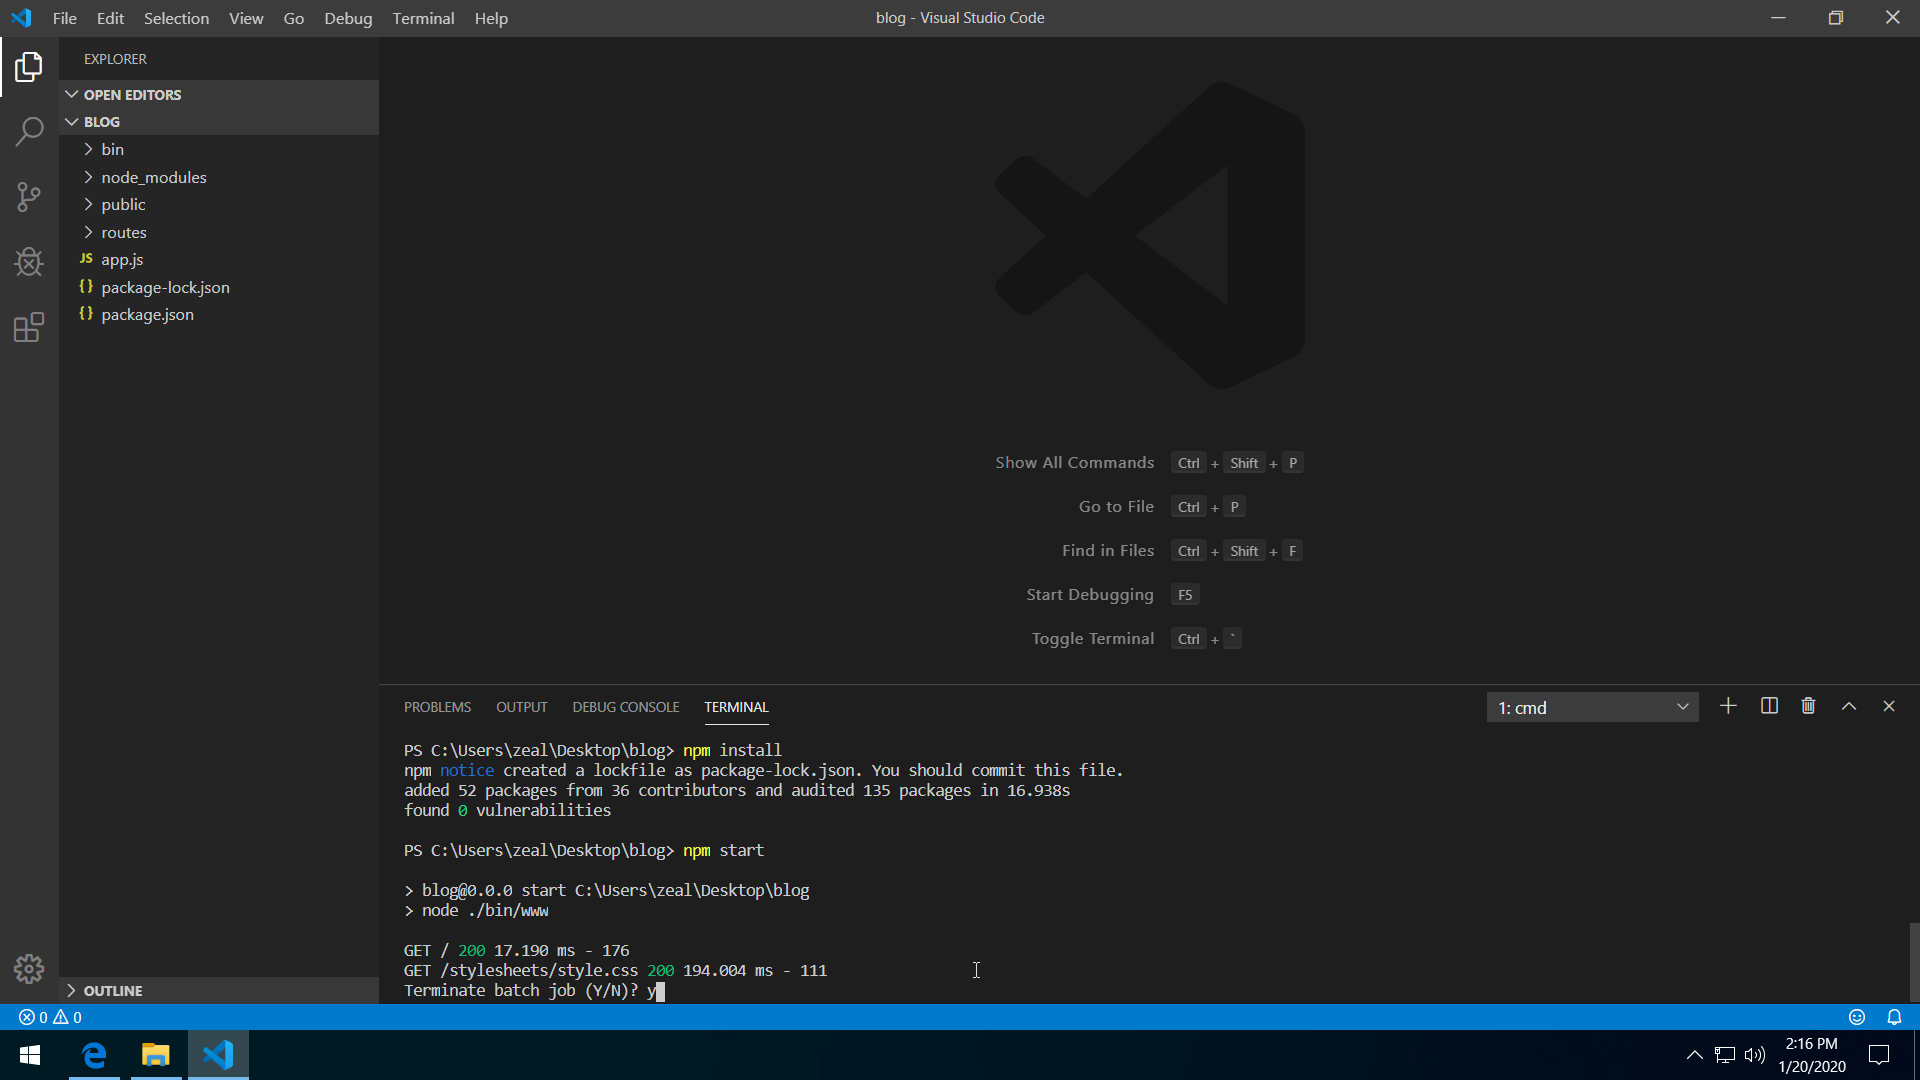 File Edit Selection View Go Debug Terminal Help
blog - Visual Studio Code
EXPLORER
OPEN EDITORS
BLOG
bin
node_modules
public
routes
JS app.js
{} package-lock.json
{} package.json
OUTLINE
Show All Commands Ctrl + Shift + P
Go to File Ctrl + P
Find in Files Ctrl + Shift + F
Start Debugging F5
Toggle Terminal Ctrl + `
PROBLEMS OUTPUT DEBUG CONSOLE TERMINAL
1: cmd
PS C:\Users\zeal\Desktop\blog> npm install
npm notice created a lockfile as package-lock.json. You should commit this file.
added 52 packages from 36 contributors and audited 135 packages in 16.938s
found 0 vulnerabilities
PS C:\Users\zeal\Desktop\blog> npm start
> blog@0.0.0 start C:\Users\zeal\Desktop\blog
> node ./bin/www
GET / 200 17.190 ms - 176
GET /stylesheets/style.css 200 194.004 ms - 111
Terminate batch job (Y/N)? y
0 0
2:16 PM
1/20/2020